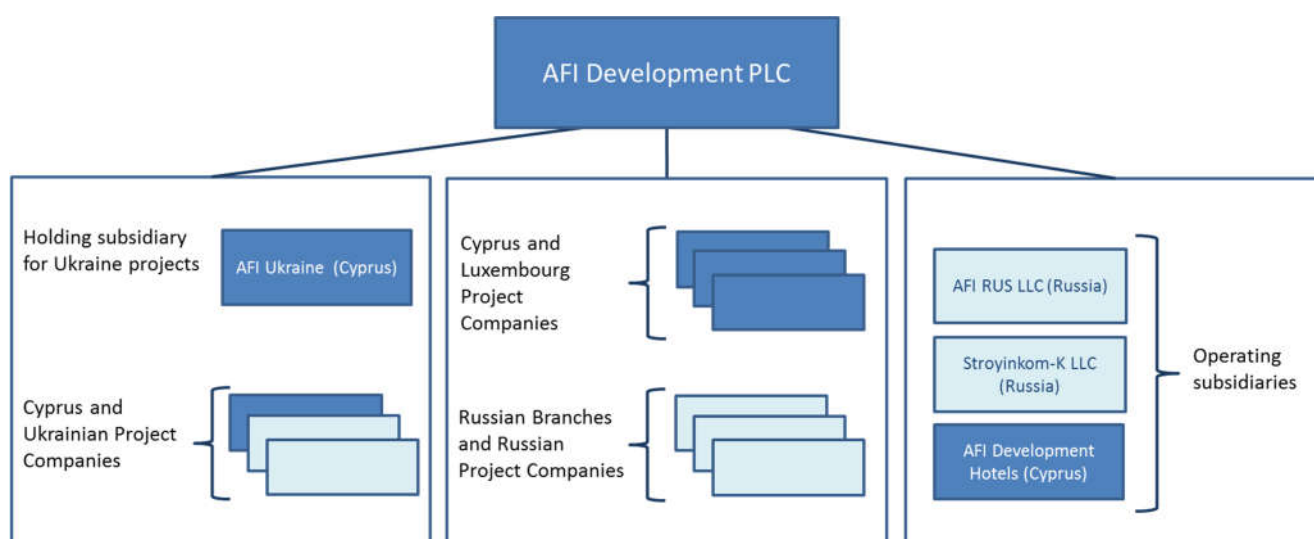 AFI Development PLC
Holding subsidiary
for Ukraine projects
AFI Ukraine (Cyprus)
Cyprus and
Ukrainian Project
Companies
Cyprus and
Luxembourg
Project
Companies
Russian Branches
and Russian
Project Companies
AFI RUS LLC (Russia)
Stroyinkom-K LLC
(Russia)
AFI Development
Hotels (Cyprus)
Operating
subsidiaries